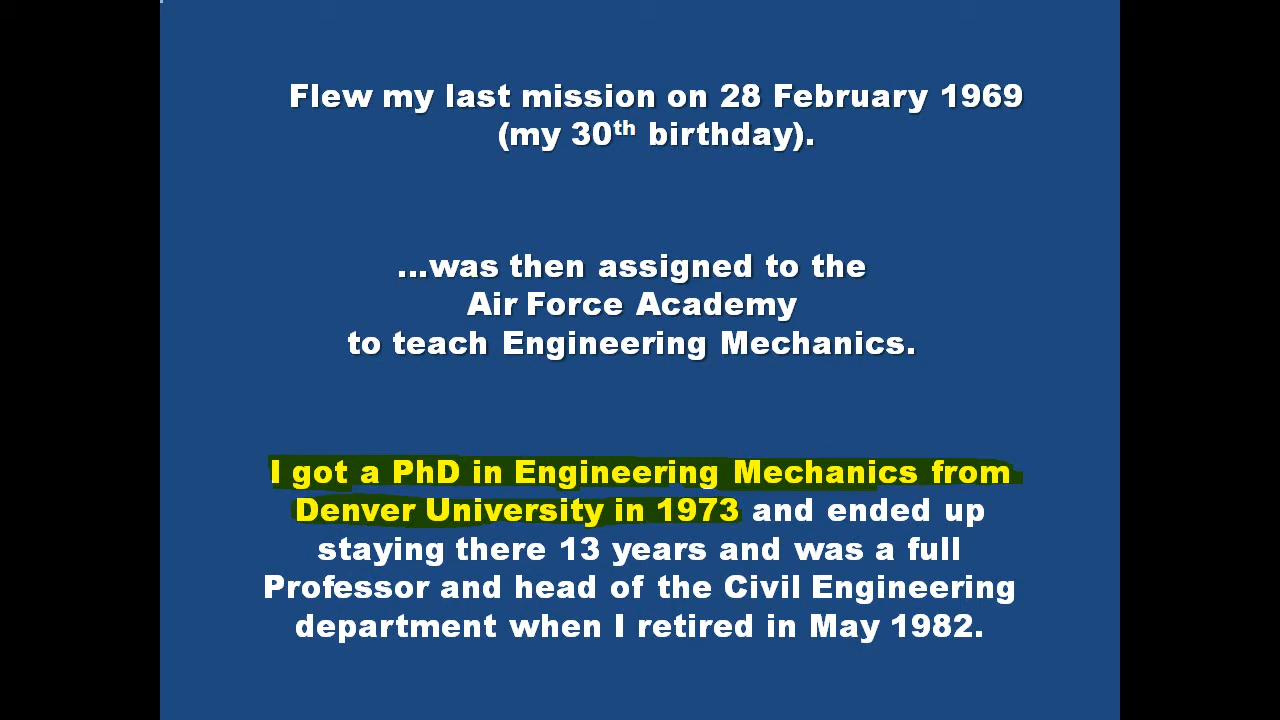 Flew my last mission on 28 February 1969
(my 30th birthday).
...was then assigned to the
Air Force Academy
to teach Engineering Mechanics.
I got a PhD in Engineering Mechanics from
Denver University in 1973 and ended up
staying there 13 years and was a full
Professor and head of the Civil Engineering
department when I retired in May 1982.